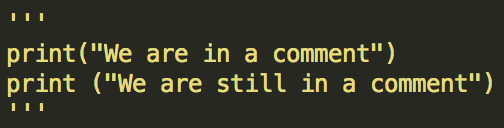 '''
print("We are in a comment")
print ("We are still in a comment")
'''